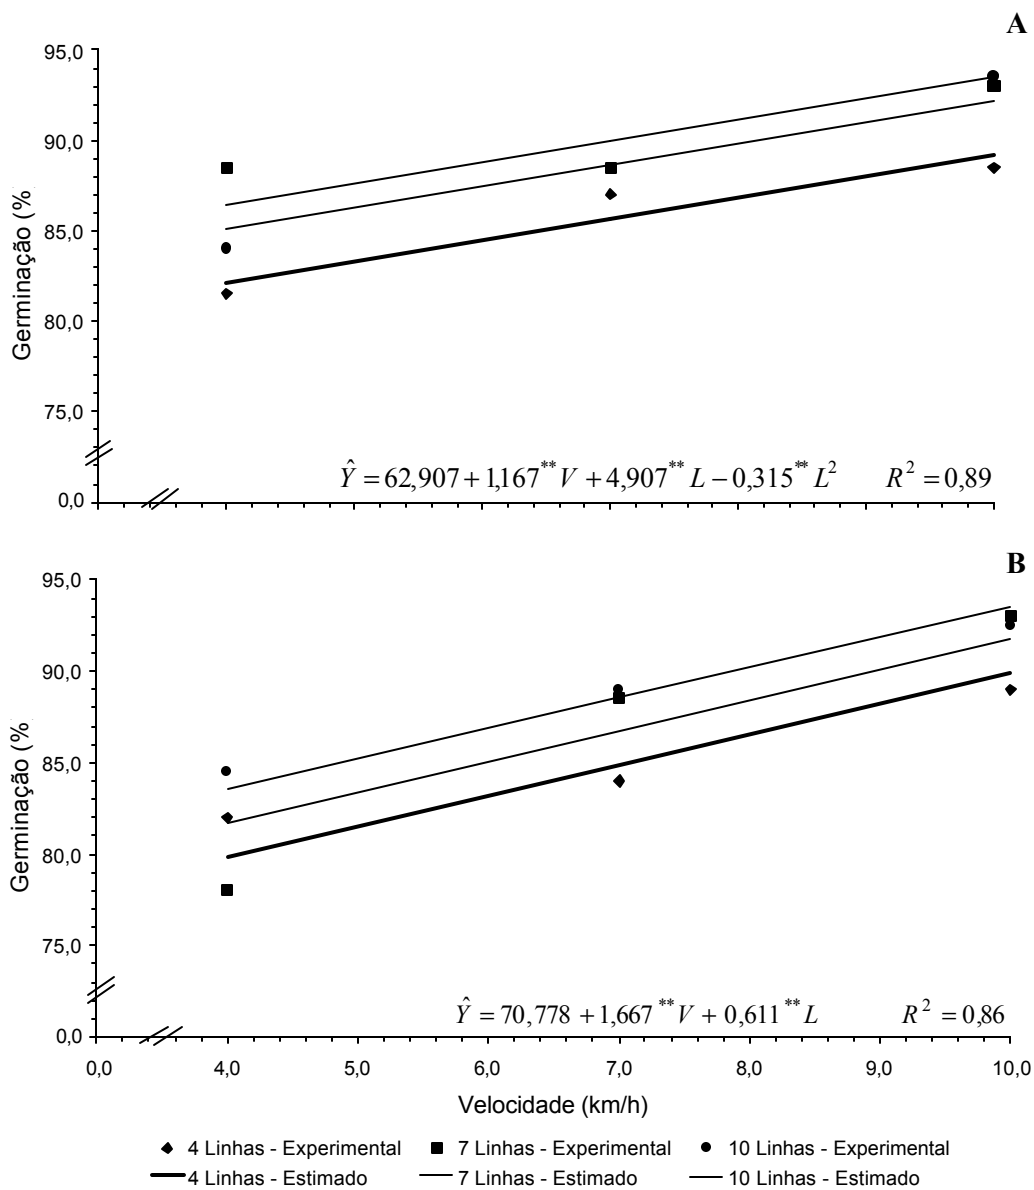 A
95,0
90,0
85,0
80,0
75,0
0,0
Germinação (%
Ŷ = 62,907 + 1,167** V + 4,907** L − 0,315** L² R² = 0,89
B
95,0
90,0
85,0
80,0
75,0
0,0
Germinação (%
Ŷ = 70,778 + 1,667** V + 0,611** L R² = 0,86
0,0 4,0 5,0 6,0 7,0 8,0 9,0 10,0
Velocidade (km/h)
4 Linhas - Experimental 7 Linhas - Experimental 10 Linhas - Experimental
4 Linhas - Estimado 7 Linhas - Estimado 10 Linhas - Estimado